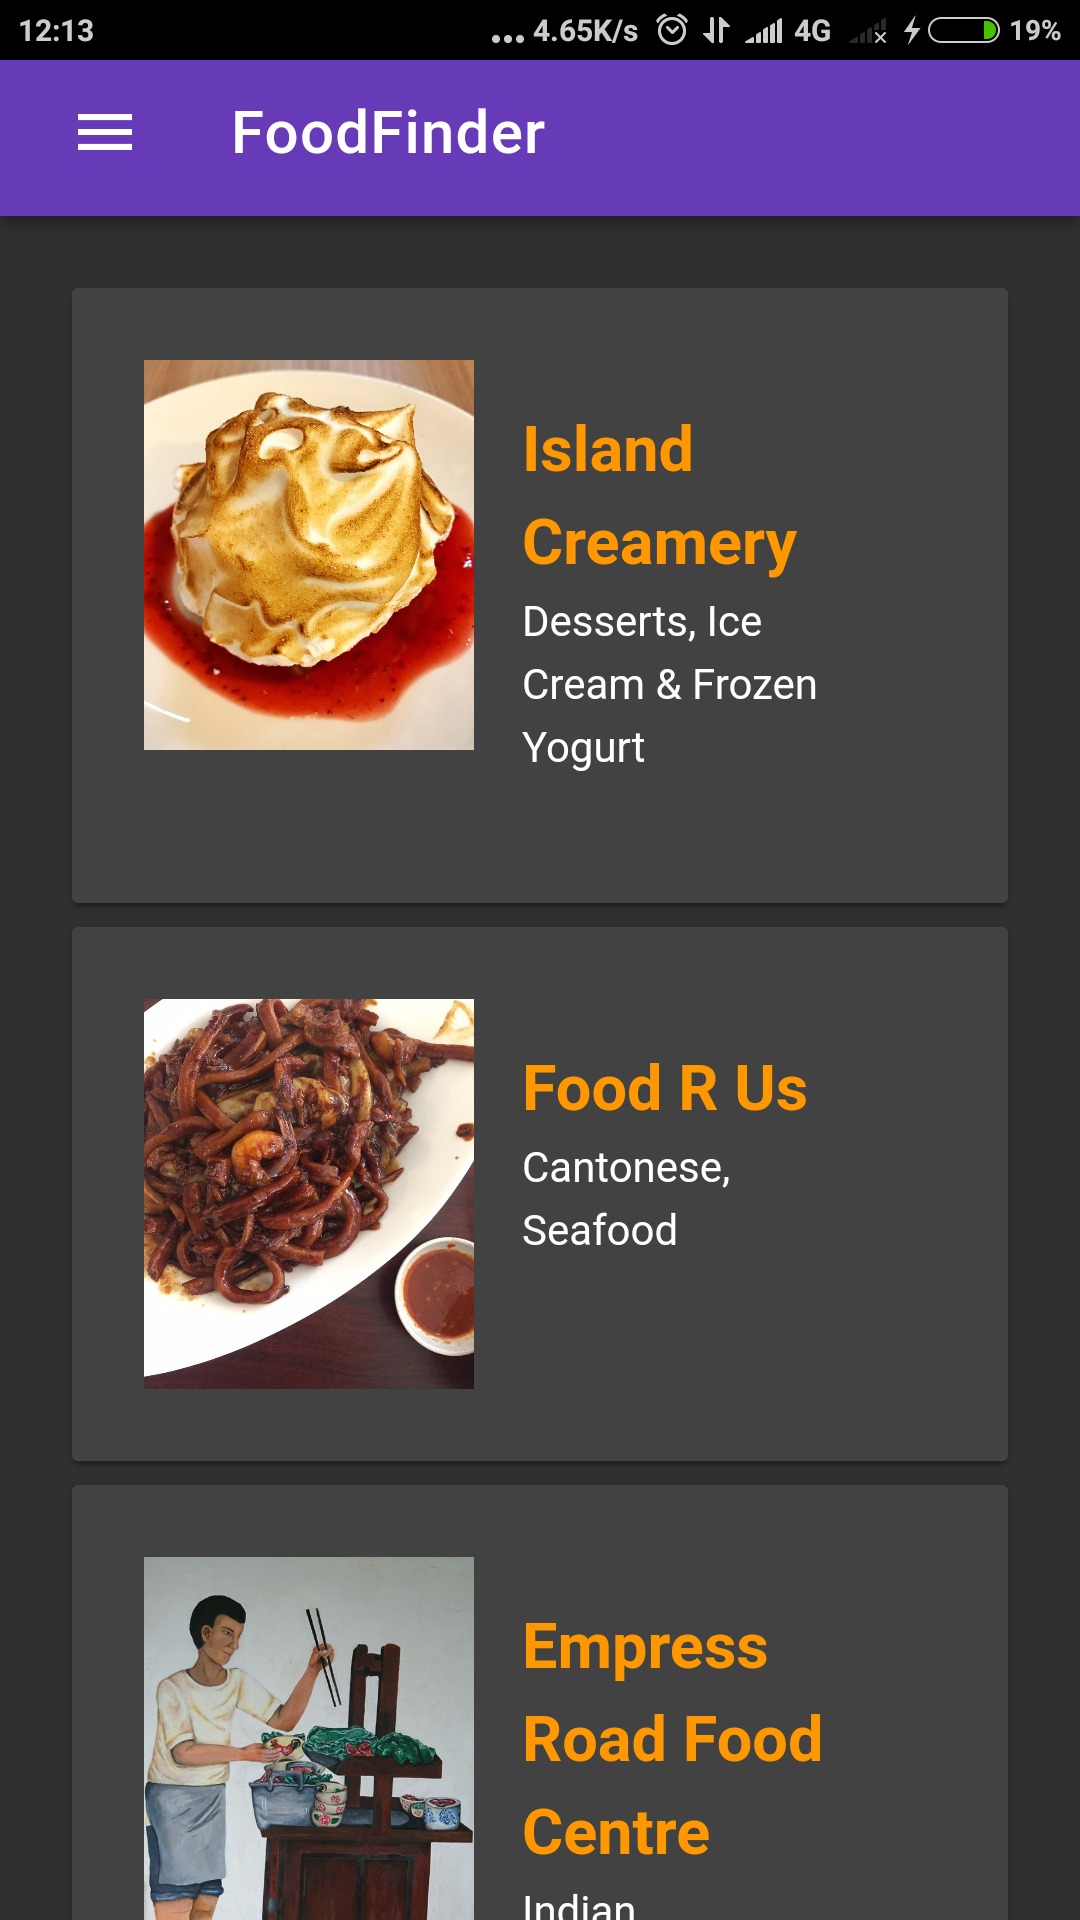 12:13 ... 4.65K/s 4G 19%
FoodFinder
Island
Creamery
Desserts, Ice
Cream & Frozen
Yogurt
Food R Us
Cantonese,
Seafood
Empress
Road Food
Centre
Indian